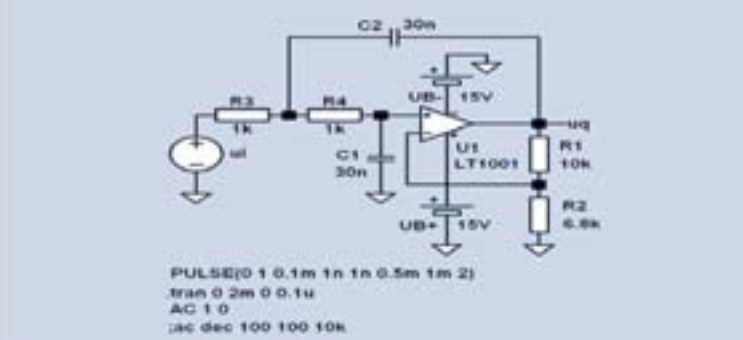 C2 30n
R3
1k
R4
1k
UB- 15V
ui
C1
30n
U1
LT1001
uq
R1
10k
UB+ 15V
R2
6.8k
PULSE(0 1 0.1m 1n 1n 0.5m 1m 2)
.tran 0 2m 0 0.1u
AC 1 0
;ac dec 100 100 10k